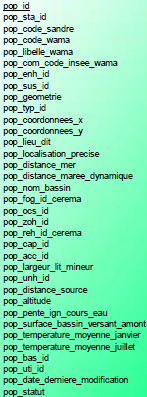 pop_id
pop_sta_id
pop_code_sandre
pop_code_wama
pop_libelle_wama
pop_com_code_insee_wama
pop_enh_id
pop_sus_id
pop_geometrie
pop_typ_id
pop_coordonnees_x
pop_coordonnees_y
pop_lieu_dit
pop_localisation_precise
pop_distance_mer
pop_distance_maree_dynamique
pop_nom_bassin
pop_fog_id_cerema
pop_ocs_id
pop_zoh_id
pop_reh_id_cerema
pop_cap_id
pop_acc_id
pop_largeur_lit_mineur
pop_unh_id
pop_distance_source
pop_altitude
pop_pente_ign_cours_eau
pop_surface_bassin_versant_amont
pop_temperature_moyenne_janvier
pop_temperature_moyenne_juillet
pop_bas_id
pop_uti_id
pop_date_derniere_modification
pop_statut